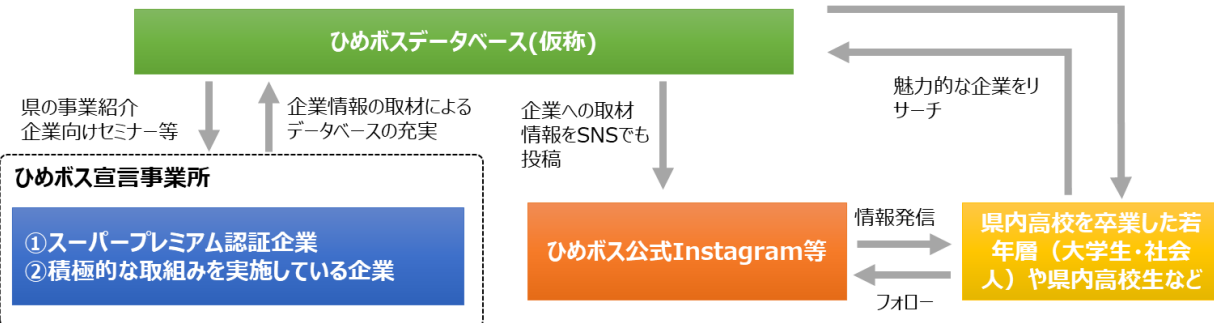 ひめボスデータベース(仮称)
県の事業紹介
企業向けセミナー等
企業情報の取材による
データベースの充実
企業への取材
情報をSNSでも
投稿
魅力的な企業をリ
サーチ
ひめボス宣言事業所
①スーパープレミアム認証企業
②積極的な取組みを実施している企業
ひめボス公式Instagram等
情報発信
フォロー
県内高校を卒業した若
年層（大学生・社会
人）や県内高校生など